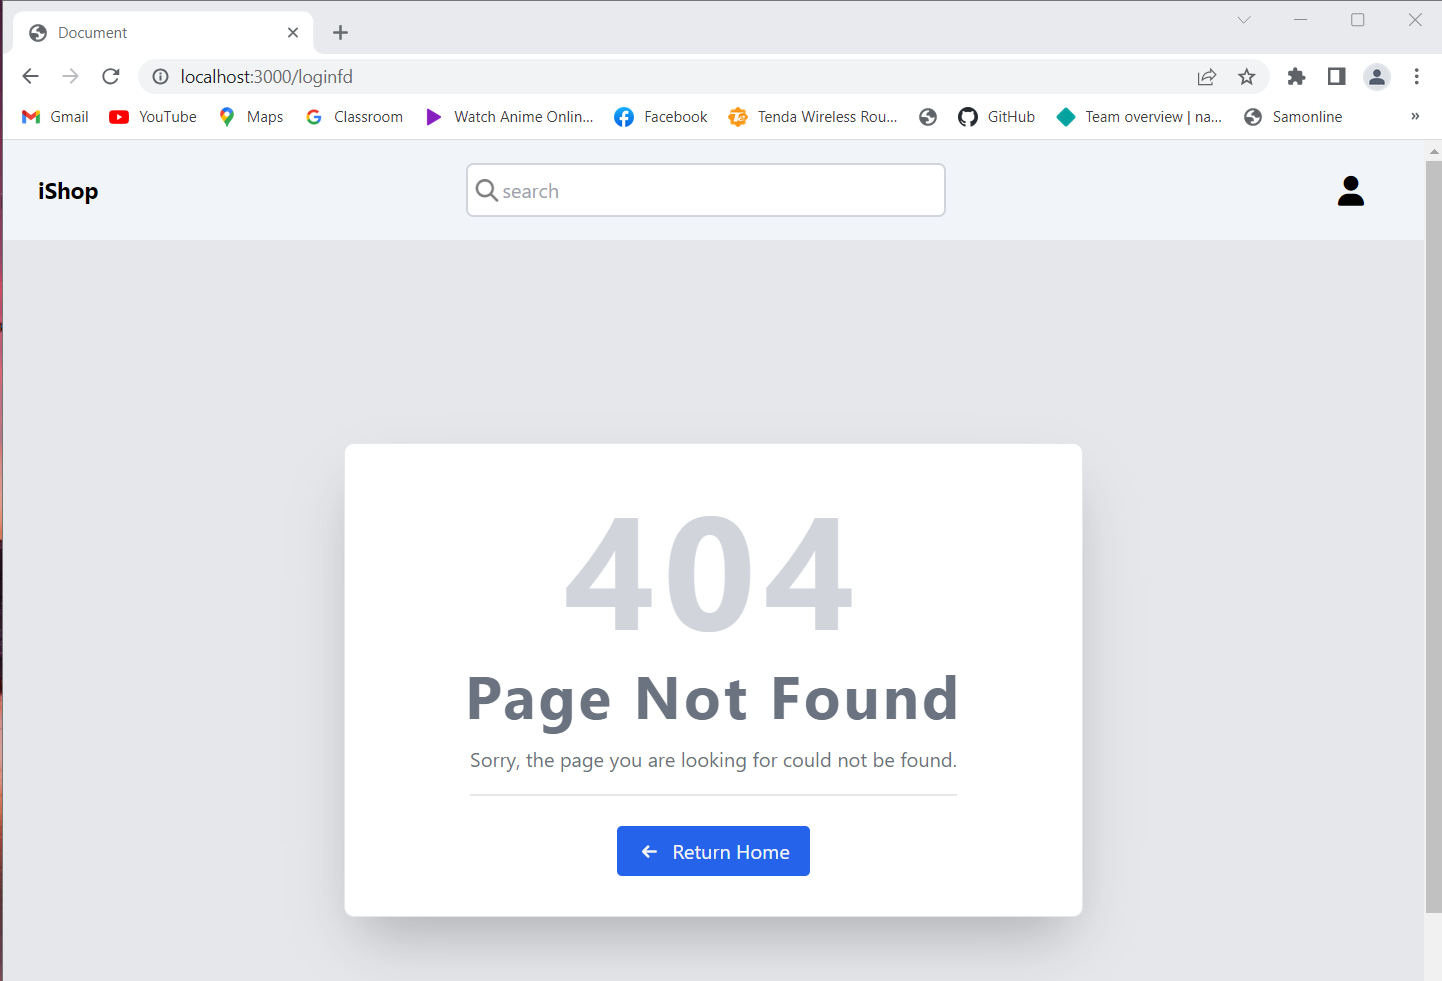 Document
localhost:3000/loginfd
Gmail YouTube Maps Classroom Watch Anime Onlin... Facebook Tenda Wireless Rou... GitHub Team overview | na... Samonline »
iShop
search
404
Page Not Found
Sorry, the page you are looking for could not be found.
Return Home